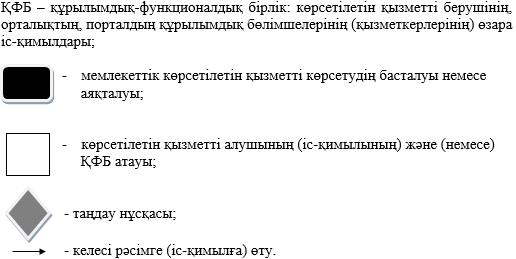 ҚФБ – құрылымдық-функционалдық бірлік: көрсетілетін қызметті берушінің,
орталықтың, порталдың құрылымдық бөлімшелерінің (қызметкерлерінің) өзара
іс-қимылдары;
- мемлекеттік көрсетілетін қызметті көрсетудің басталуы немесе
аяқталуы;
- көрсетілетін қызметті алушының (іс-қимылының) және (немесе)
ҚФБ атауы;
- таңдау нұсқасы;
- келесі рәсімге (іс-қимылға) өту.